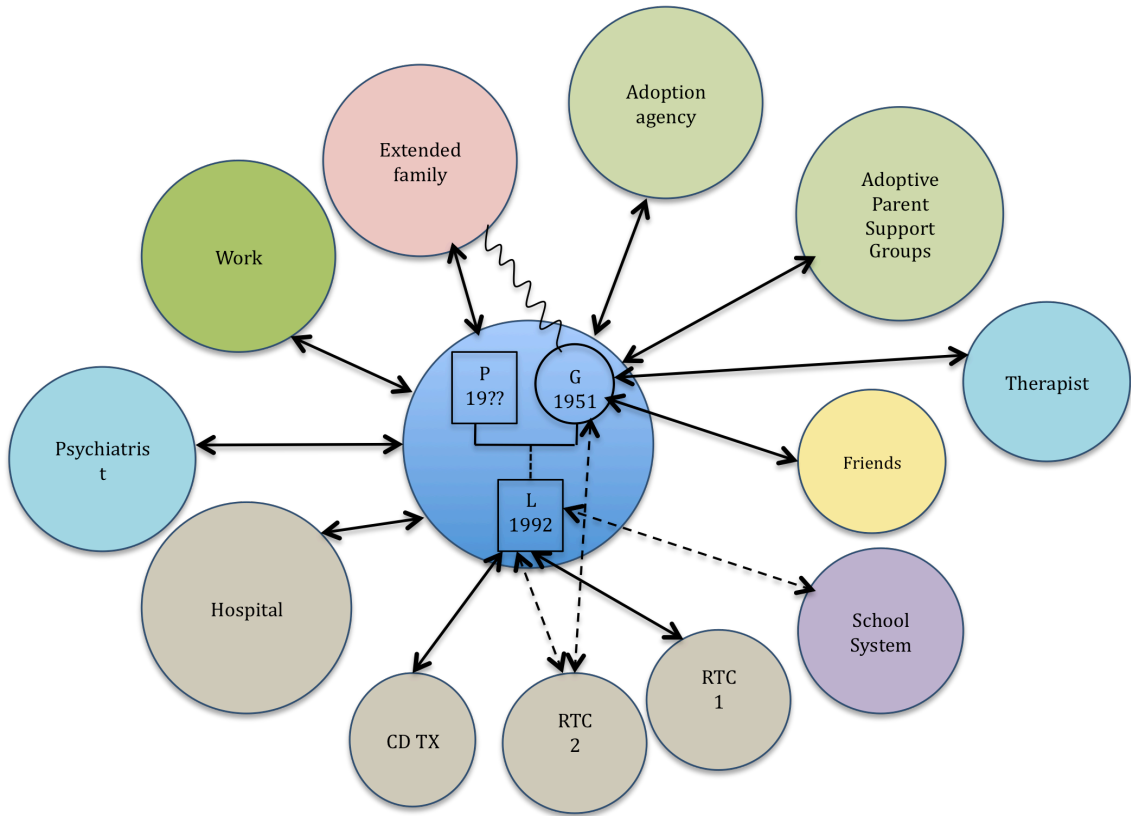 Adoption
agency
Extended
family
Adoptive
Parent
Support
Groups
Work
P
19??
G
1951
Therapist
Psychiatris
t
Friends
L
1992
Hospital
School
System
RTC
1
RTC
2
CD TX